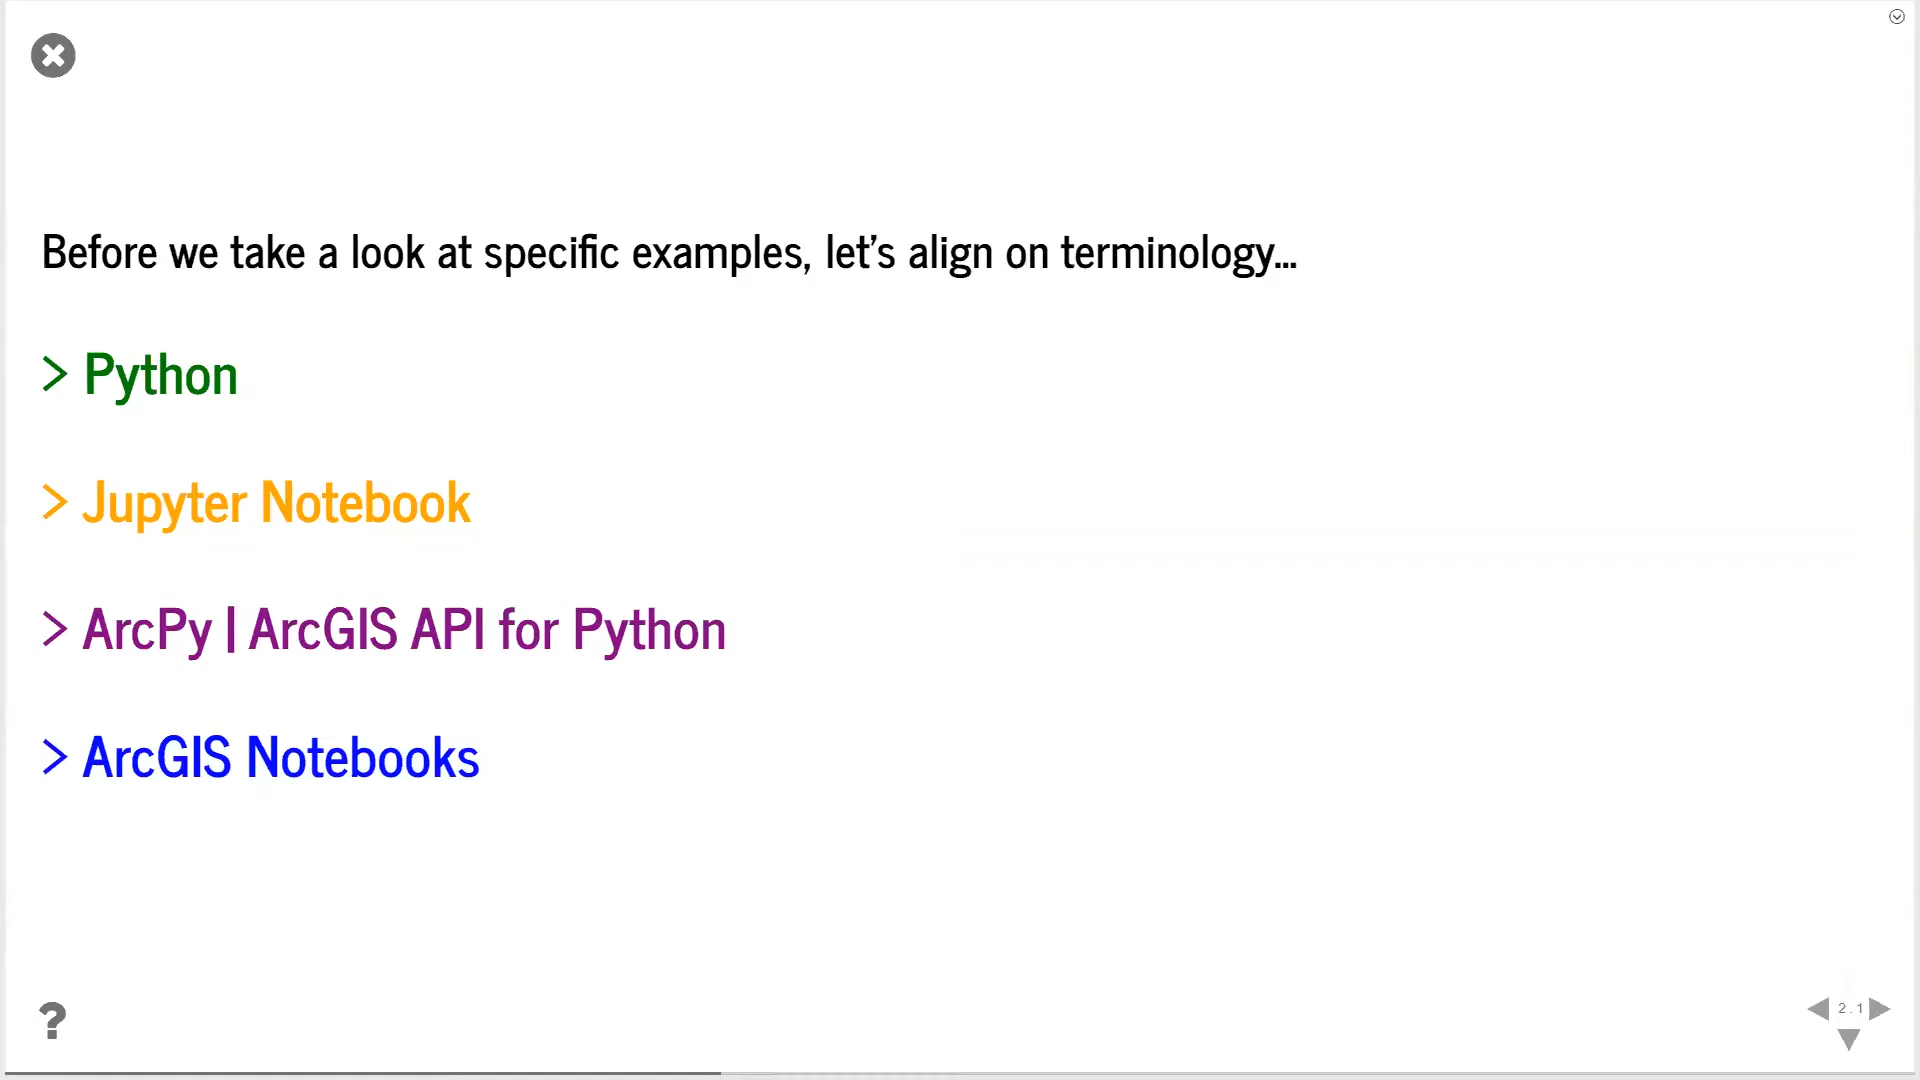 Before we take a look at specific examples, let's align on terminology...
> Python
> Jupyter Notebook
> ArcPy | ArcGIS API for Python
> ArcGIS Notebooks
?
2.1